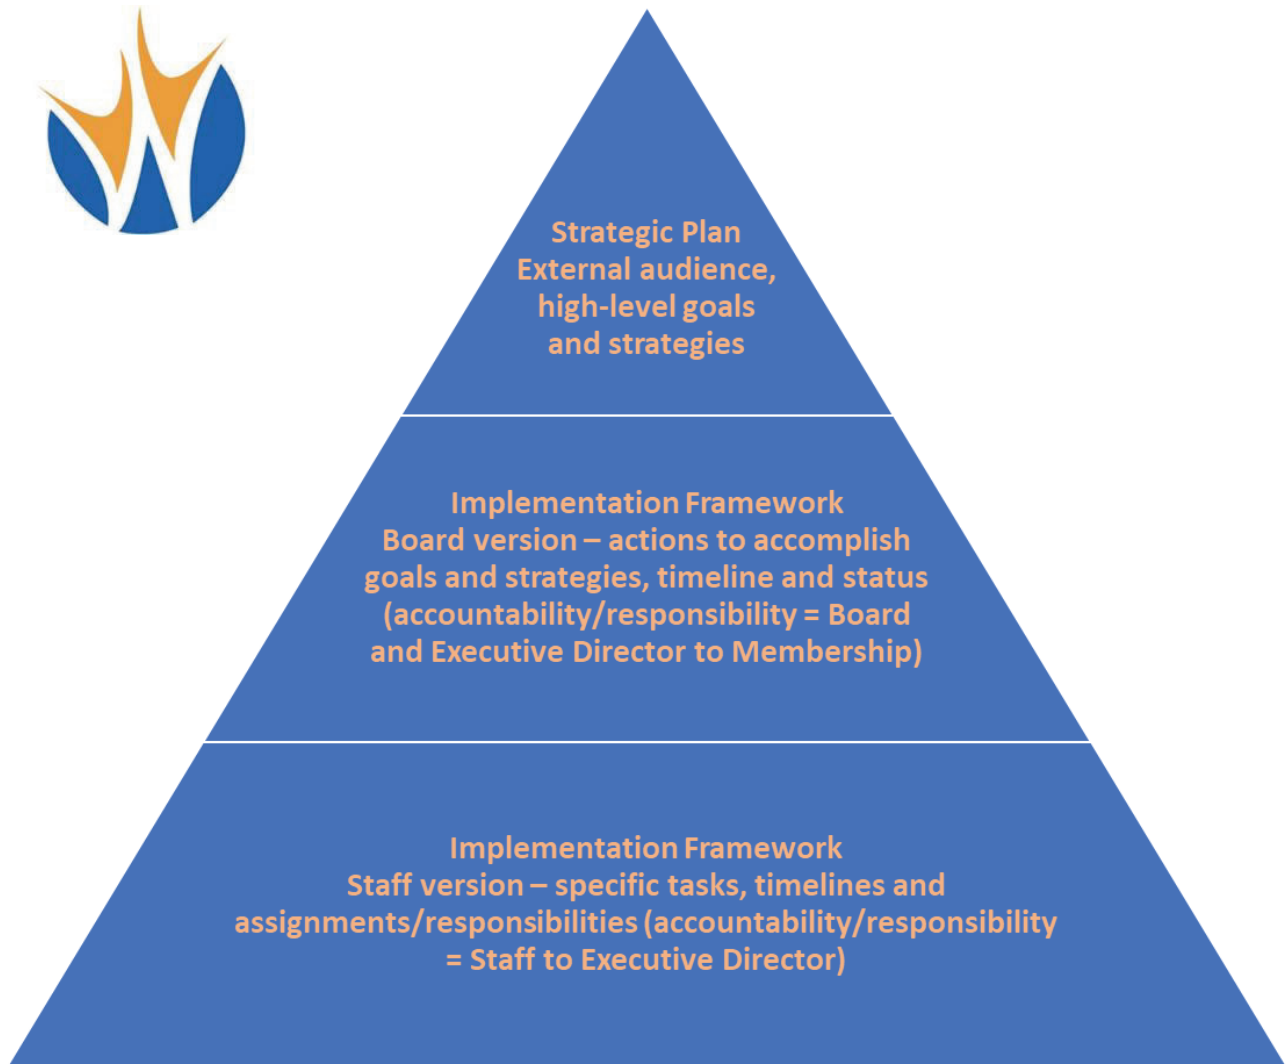 Strategic Plan
External audience,
high-level goals
and strategies
Implementation Framework
Board version – actions to accomplish
goals and strategies, timeline and status
(accountability/responsibility = Board
and Executive Director to Membership)
Implementation Framework
Staff version – specific tasks, timelines and
assignments/responsibilities (accountability/responsibility
= Staff to Executive Director)